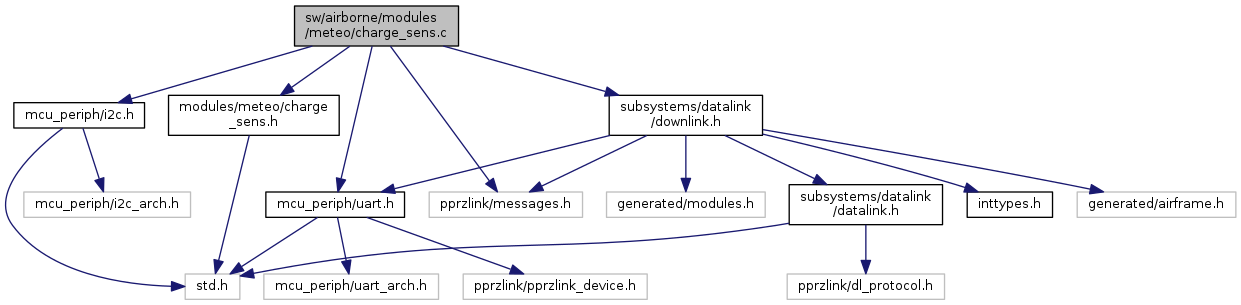 sw/airborne/modules
/meteo/charge_sens.c
mcu_periph/i2c.h
modules/meteo/charge
_sens.h
subsystems/datalink
/downlink.h
mcu_periph/i2c_arch.h
mcu_periph/uart.h
pprzlink/messages.h
generated/modules.h
subsystems/datalink
/datalink.h
inttypes.h
generated/airframe.h
std.h
mcu_periph/uart_arch.h
pprzlink/pprzlink_device.h
pprzlink/dl_protocol.h